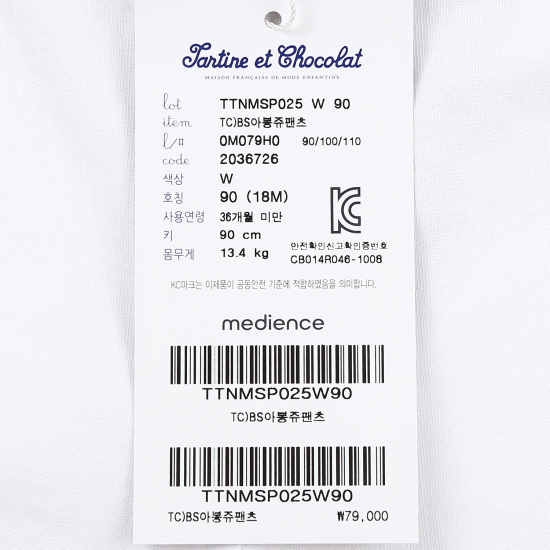 Tartine et Chocolat
MAISON FRANÇAISE DE MODE ENFANTINE
lot TTNMSP025 W 90
item TC)BS아봉쥬팬츠
l/# 0M079H0 90/100/110
code 2036726
색상 W
호칭 90 (18M)
사용연령 36개월 미만
키 90 cm
몸무게 13.4 kg
안전확인신고확인증번호
CB014R046-1008
KC마크는 이제품이 공통안전 기준에 적합하였음을 의미합니다.
medience
TTNMSP025W90
TC)BS아봉쥬팬츠
TTNMSP025W90
TC)BS아봉쥬팬츠 ₩79,000